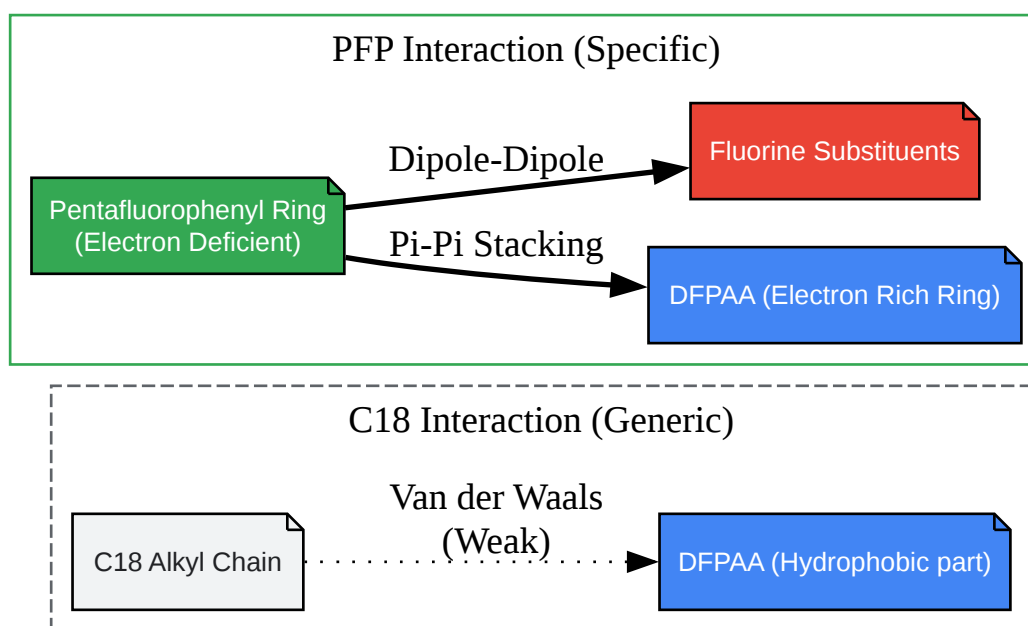 PFP Interaction (Specific)
Dipole-Dipole
Fluorine Substituents
Pentafluorophenyl Ring
(Electron Deficient)
Pi-Pi Stacking
DFPAA (Electron Rich Ring)
C18 Interaction (Generic)
Van der Waals
(Weak)
C18 Alkyl Chain
DFPAA (Hydrophobic part)